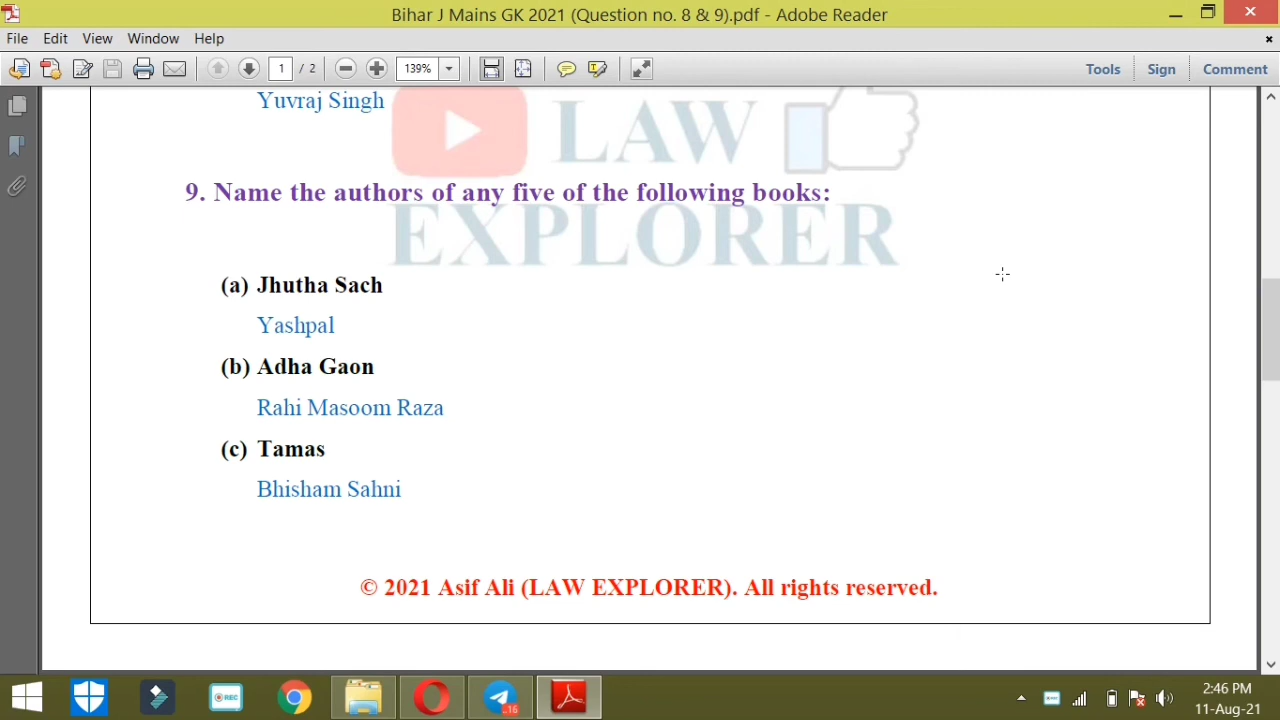 Bihar J Mains GK 2021 (Question no. 8 & 9).pdf - Adobe Reader
File Edit View Window Help
1 / 2 139% Tools Sign Comment
Yuvraj Singh
LAW
EXPLORER
9. Name the authors of any five of the following books:
(a) Jhutha Sach
Yashpal
(b) Adha Gaon
Rahi Masoom Raza
(c) Tamas
Bhisham Sahni
© 2021 Asif Ali (LAW EXPLORER). All rights reserved.
REC
16
2:46 PM
11-Aug-21